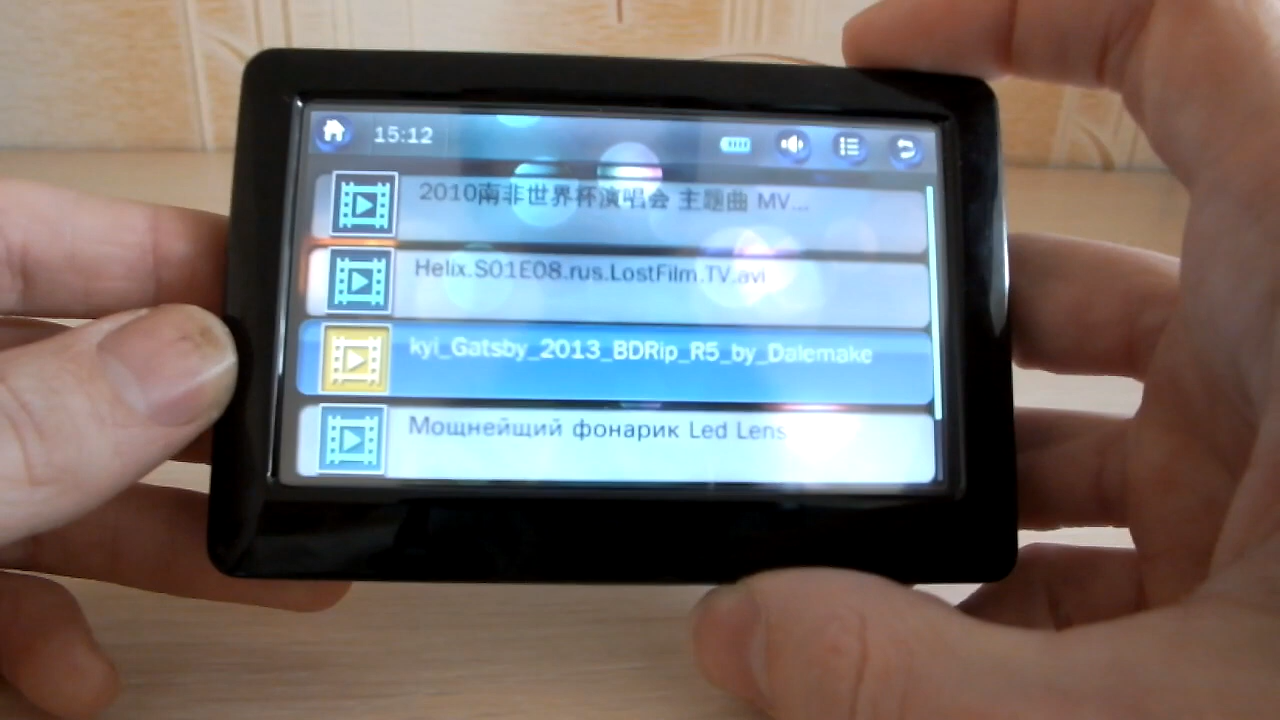 15:12
2010南非世界杯演唱会 主题曲 MV...
Helix.S01E08.rus.LostFilm.TV.avi
kyi_Gatsby_2013_BDRip_R5_by_Dalemake
Мощнейщий фонарик Led Lens